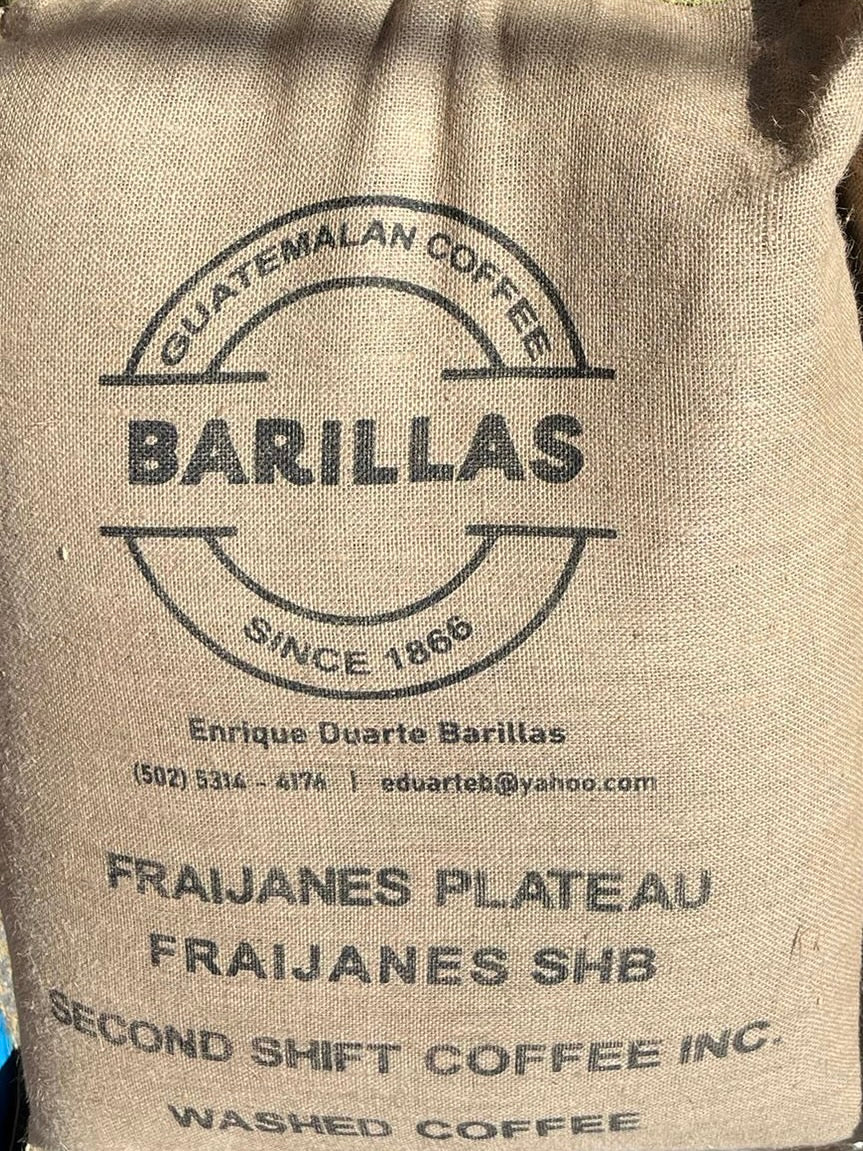 GUATEMALAN COFFEE
BARILLAS
SINCE 1866
Enrique Duarte Barillas
(502) 5314 - 4174 | eduarteb@yahoo.com
FRAIJANES PLATEAU
FRAIJANES SHB
SECOND SHIFT COFFEE INC.
WASHED COFFEE